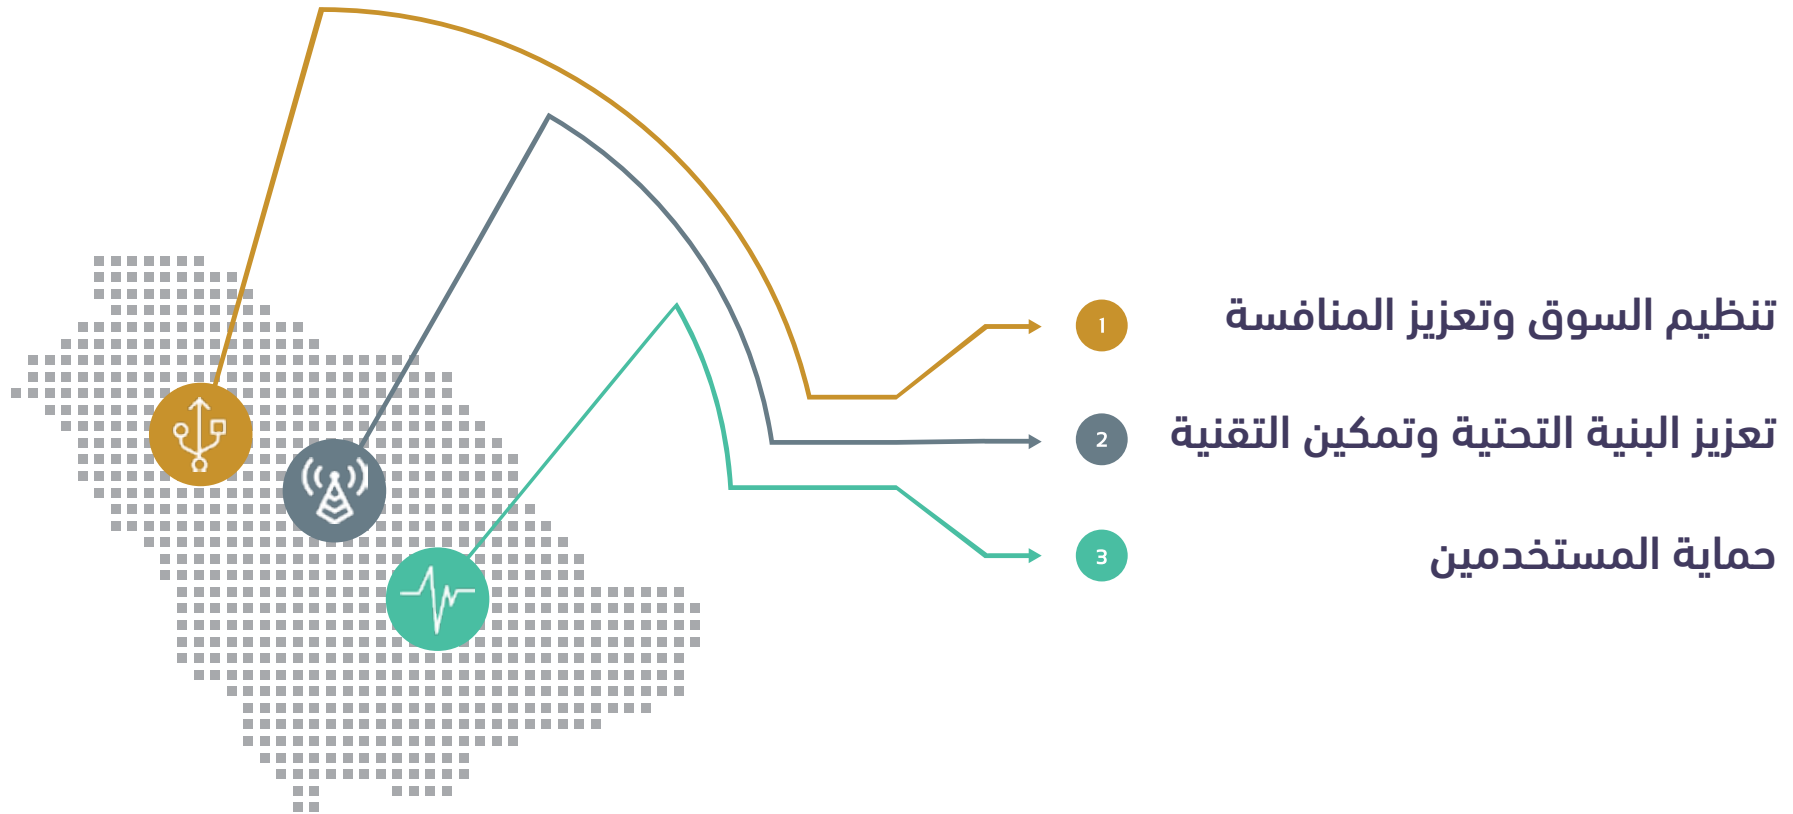 1 تنظيم السوق وتعزيز المنافسة
2 تعزيز البنية التحتية وتمكين التقنية
3 حماية المستخدمين